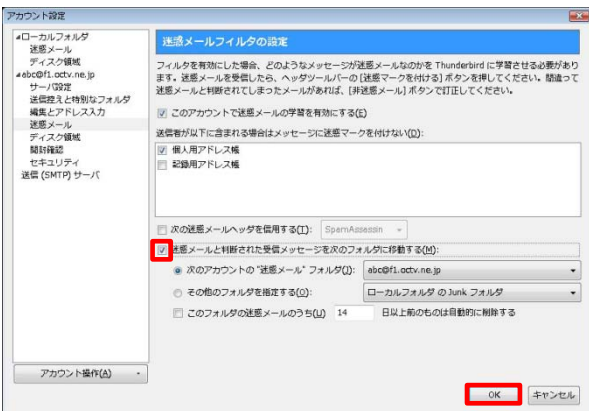 アカウント設定
ローカルフォルダ
迷惑メール
ディスク領域
abc@f1.octv.ne.jp
サーバ設定
送信控えと特別なフォルダ
編集とアドレス入力
迷惑メール
ディスク領域
開封確認
セキュリティ
送信 (SMTP) サーバ
アカウント操作(A)
迷惑メールフィルタの設定
フィルタを有効にした場合、どのようなメッセージが迷惑メールなのかを Thunderbird に学習させる必要があり
ます。迷惑メールを受信したら、ヘッダツールバーの [迷惑マークを付ける] ボタンを押してください。間違って
迷惑メールと判断されてしまったメールがあれば、[非迷惑メール] ボタンで訂正してください。
このアカウントで迷惑メールの学習を有効にする(E)
送信者が以下に含まれる場合はメッセージに迷惑マークを付けない(D):
個人用アドレス帳
記録用アドレス帳
次の迷惑メールヘッダを信用する(T): SpamAssassin
迷惑メールと判断された受信メッセージを次のフォルダに移動する(M):
次のアカウントの "迷惑メール" フォルダ(J): abc@f1.octv.ne.jp
その他のフォルダを指定する(O): ローカルフォルダ の Junk フォルダ
このフォルダの迷惑メールのうち(U) 14 日以上前のものは自動的に削除する
OK キャンセル